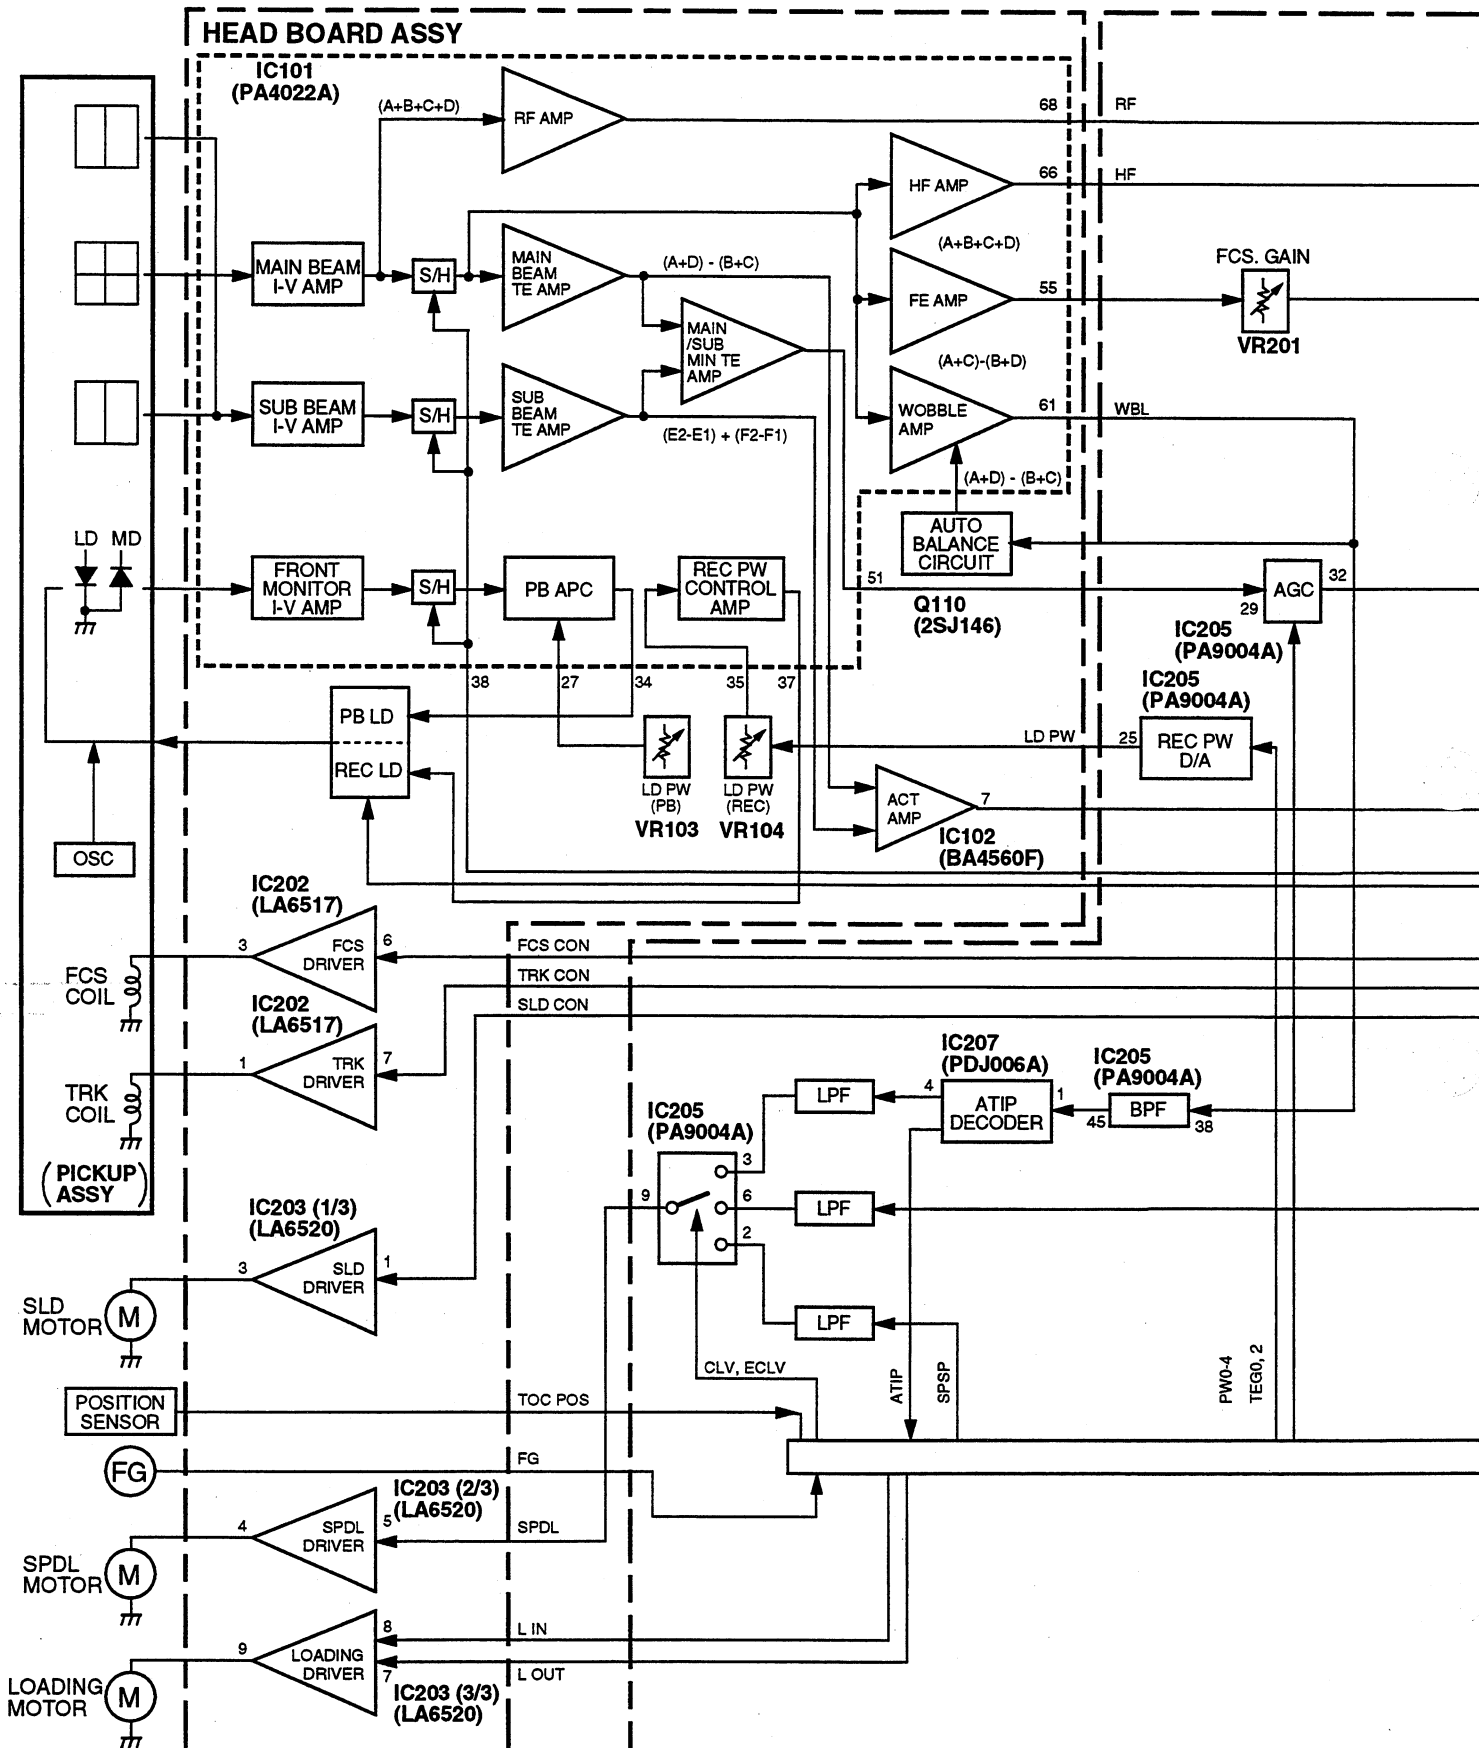 HEAD BOARD ASSY
IC101
(PA4022A)
(A+B+C+D)
RF AMP
68
RF
HF AMP
66
HF
(A+B+C+D)
MAIN BEAM
I-V AMP
S/H
MAIN
BEAM
TE AMP
(A+D) - (B+C)
FE AMP
55
FCS. GAIN
VR201
MAIN
/SUB
MIN TE
AMP
(A+C)-(B+D)
SUB BEAM
I-V AMP
S/H
SUB
BEAM
TE AMP
(E2-E1) + (F2-F1)
WOBBLE
AMP
61
WBL
(A+D) - (B+C)
AUTO
BALANCE
CIRCUIT
Q110
(2SJ146)
LD MD
FRONT
MONITOR
I-V AMP
S/H
PB APC
REC PW
CONTROL
AMP
51
29
AGC
32
IC205
(PA9004A)
38
27
34
35
37
IC205
(PA9004A)
PB LD
REC LD
LD PW
(PB)
VR103
LD PW
(REC)
VR104
LD PW
25
REC PW
D/A
ACT
AMP
7
IC102
(BA4560F)
OSC
IC202
(LA6517)
3
FCS
DRIVER
6
FCS CON
FCS
COIL
TRK CON
IC202
(LA6517)
SLD CON
1
TRK
DRIVER
7
TRK
COIL
(PICKUP
ASSY)
IC207
(PDJ006A)
IC205
(PA9004A)
LPF
4
ATIP
DECODER
1
45
BPF
38
IC205
(PA9004A)
3
9
6
LPF
2
LPF
IC203 (1/3)
(LA6520)
3
SLD
DRIVER
1
SLD
MOTOR
M
CLV, ECLV
ATIP
SPSP
PW0-4
TEG0, 2
POSITION
SENSOR
TOC POS
FG
FG
IC203 (2/3)
(LA6520)
4
SPDL
DRIVER
5
SPDL
SPDL
MOTOR
M
9
LOADING
DRIVER
8
L IN
7
L OUT
LOADING
MOTOR
M
IC203 (3/3)
(LA6520)